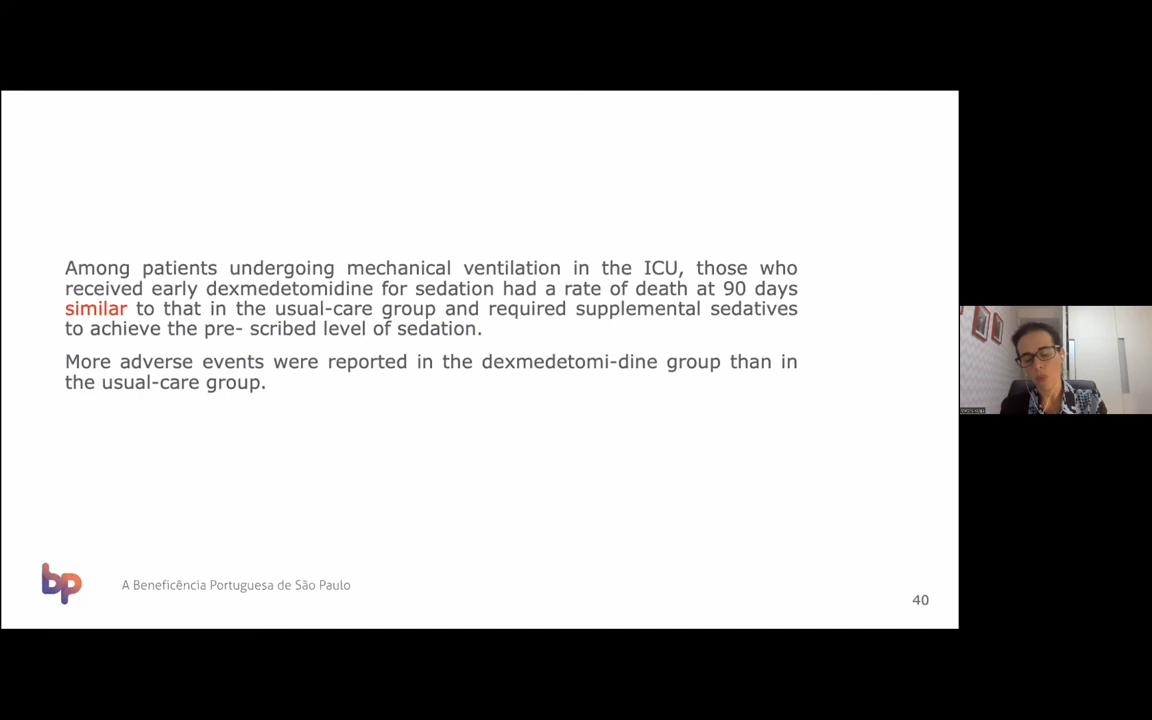 Among patients undergoing mechanical ventilation in the ICU, those who
received early dexmedetomidine for sedation had a rate of death at 90 days
similar to that in the usual-care group and required supplemental sedatives
to achieve the pre- scribed level of sedation.
More adverse events were reported in the dexmedetomi-dine group than in
the usual-care group.
bp
A Beneficência Portuguesa de São Paulo
40